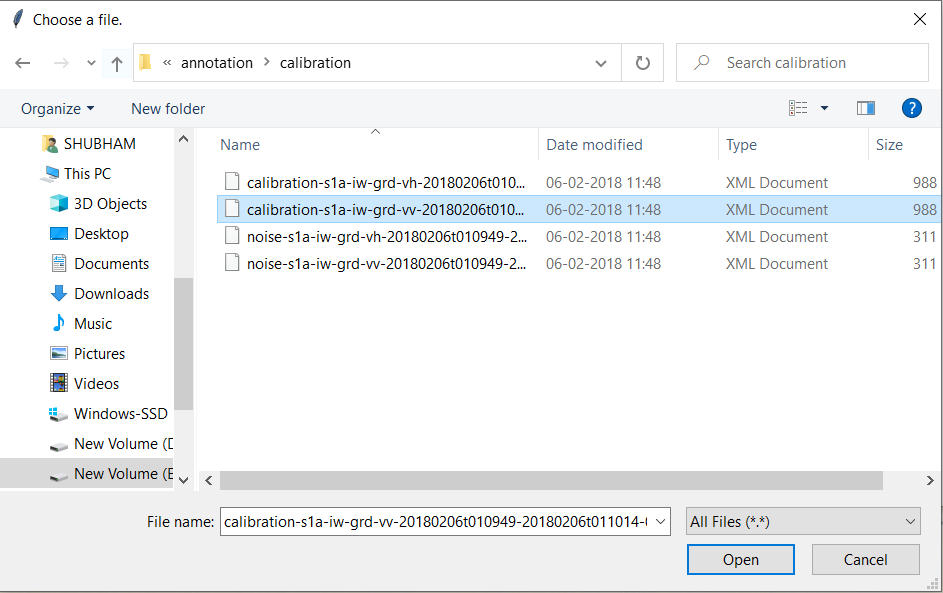 Choose a file.
« annotation > calibration
Search calibration
Organize New folder
?
Name Date modified Type Size
SHUBHAM
This PC
3D Objects
Desktop
Documents
Downloads
Music
Pictures
Videos
Windows-SSD
New Volume (D
New Volume (E
calibration-s1a-iw-grd-vh-20180206t010... 06-02-2018 11:48 XML Document 988
calibration-s1a-iw-grd-vv-20180206t010... 06-02-2018 11:48 XML Document 988
noise-s1a-iw-grd-vh-20180206t010949-2... 06-02-2018 11:48 XML Document 311
noise-s1a-iw-grd-vv-20180206t010949-2... 06-02-2018 11:48 XML Document 311
File name: calibration-s1a-iw-grd-vv-20180206t010949-20180206t011014- All Files (*.*)
Open Cancel